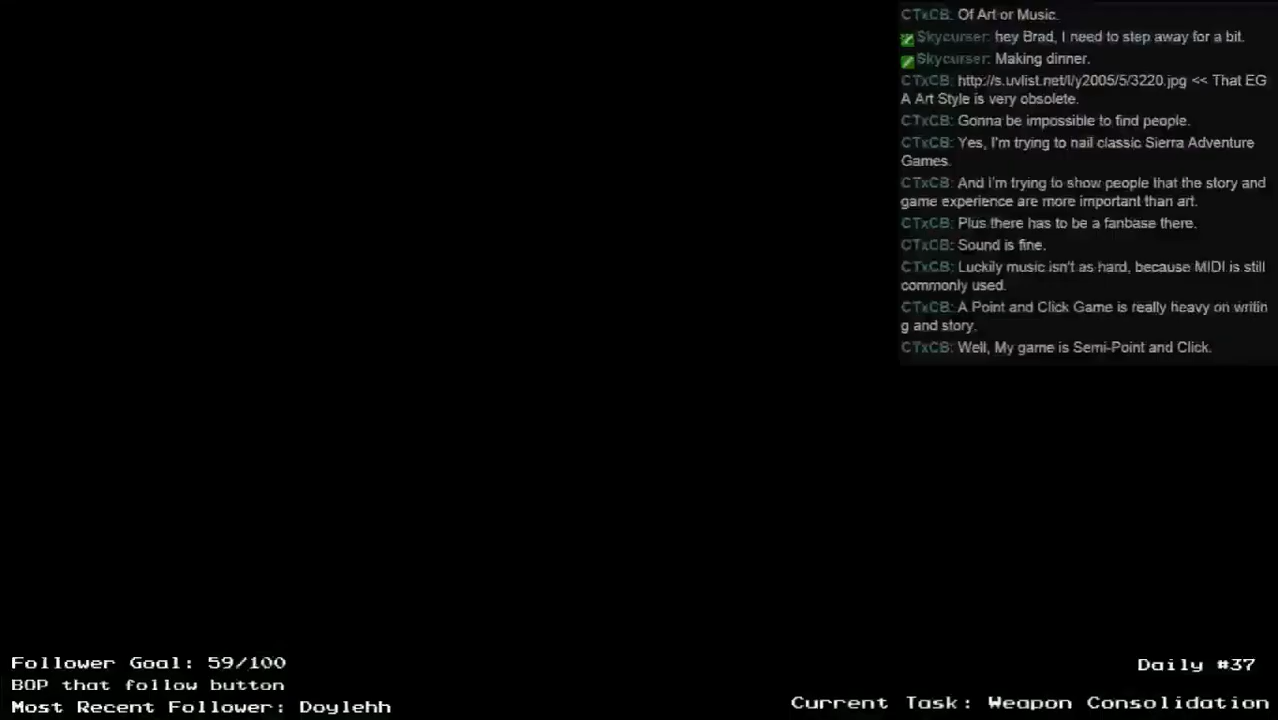 CTxCB: Of Art or Music.
Skycurser: hey Brad, I need to step away for a bit.
Skycurser: Making dinner.
CTxCB: http://s.uvlist.net/l/y2005/5/3220.jpg << That EG
A Art Style is very obsolete.
CTxCB: Gonna be impossible to find people.
CTxCB: Yes, I'm trying to nail classic Sierra Adventure
Games.
CTxCB: And I'm trying to show people that the story and
game experience are more important than art.
CTxCB: Plus there has to be a fanbase there.
CTxCB: Sound is fine.
CTxCB: Luckily music isn't as hard, because MIDI is still
commonly used.
CTxCB: A Point and Click Game is really heavy on writin
g and story.
CTxCB: Well, My game is Semi-Point and Click.
Follower Goal: 59/100
BOP that follow button
Most Recent Follower: Doylehh
Daily #37
Current Task: Weapon Consolidation